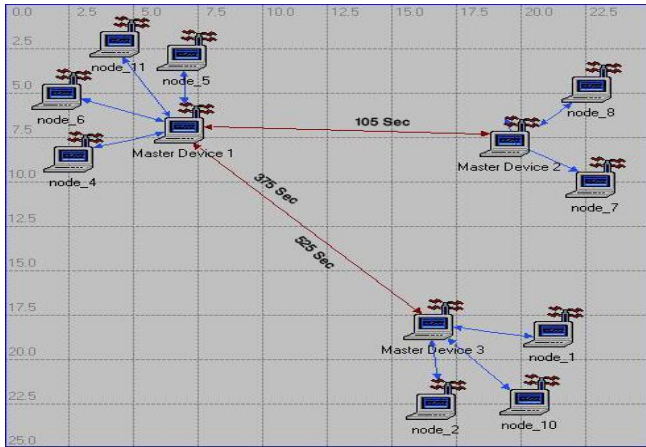 0.0 2.5 5.0 7.5 10.0 12.5 15.0 17.5 20.0 22.5
2.5
5.0
7.5
10.0
12.5
15.0
17.5
20.0
22.5
25.0
node_11
node_5
node_6
node_4
Master Device 1
105 Sec
node_8
Master Device 2
node_7
375 Sec
525 Sec
Master Device 3
node_1
node_2
node_10